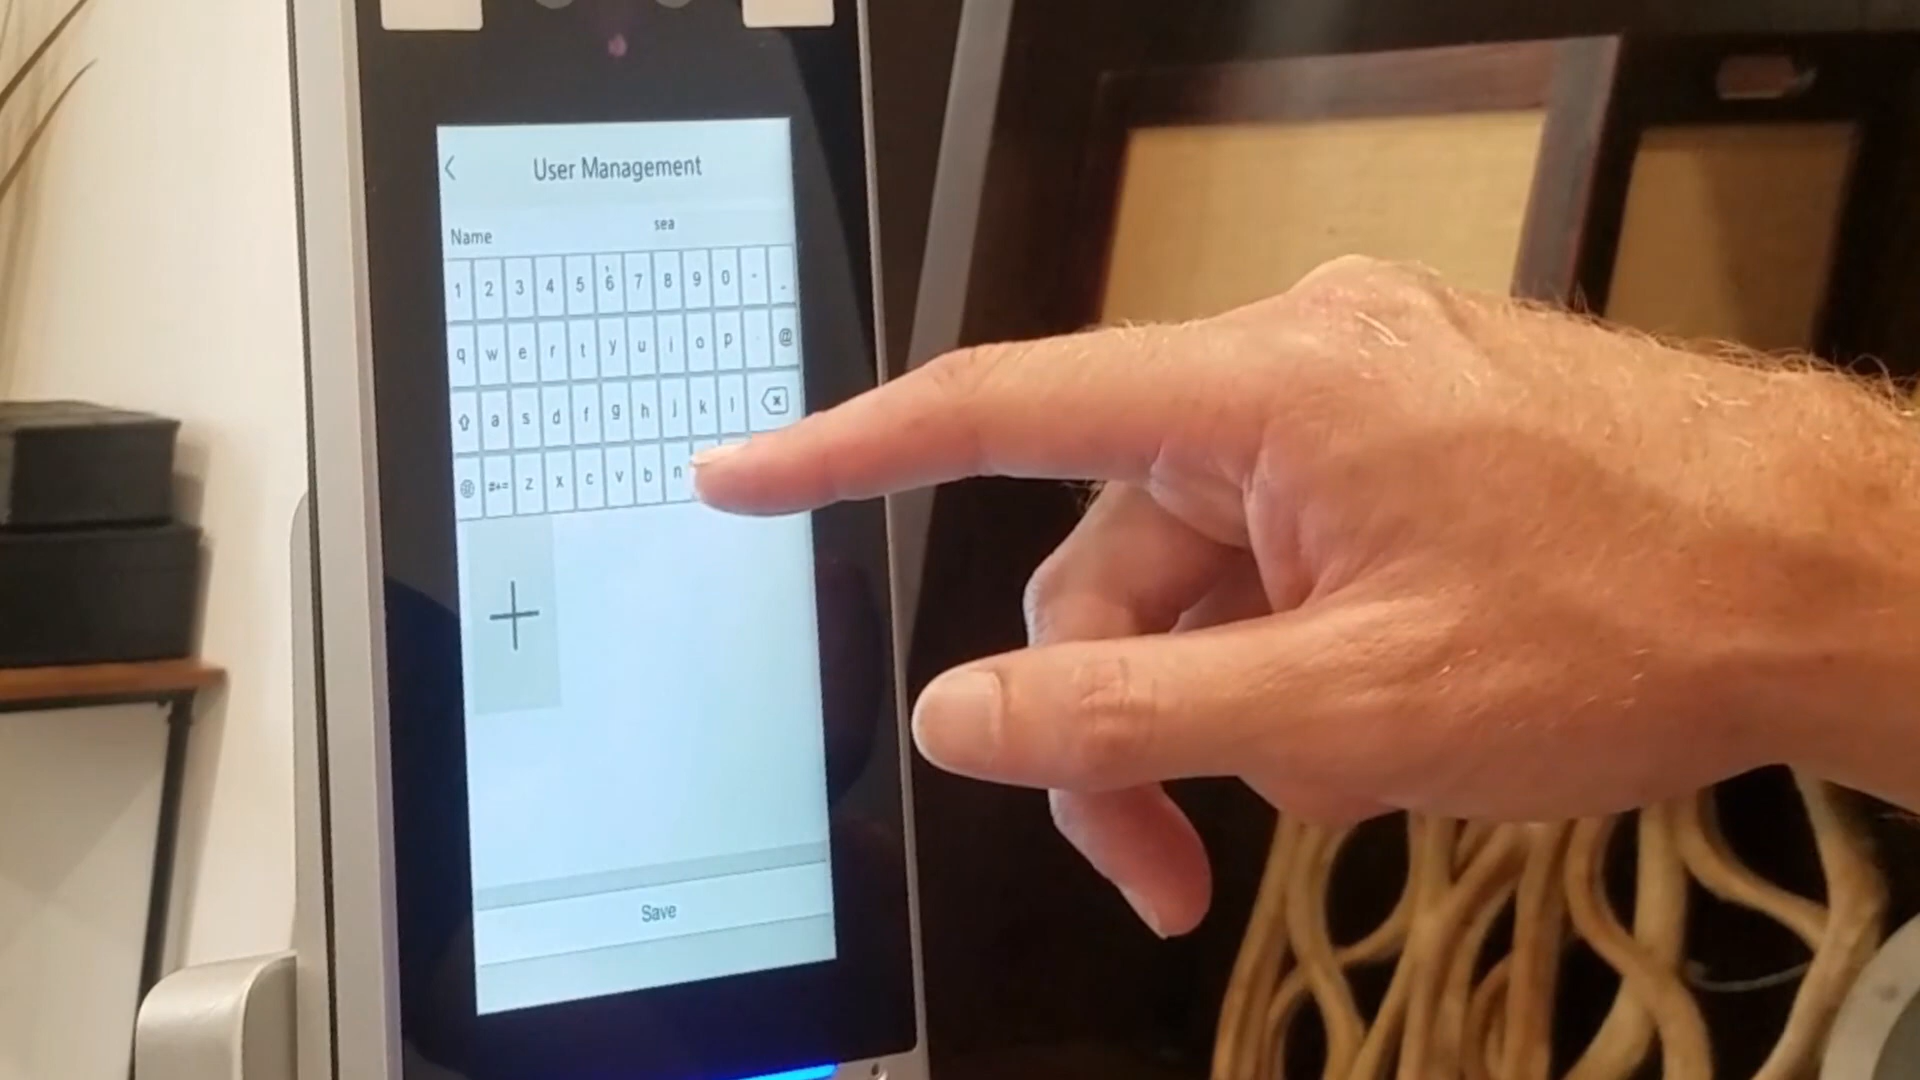 User Management
Name sea
1 2 3 4 5 6 7 8 9 0 - _
q w e r t y u i o p . @
a s d f g h j k l
@ #+= z x c v b n
Save